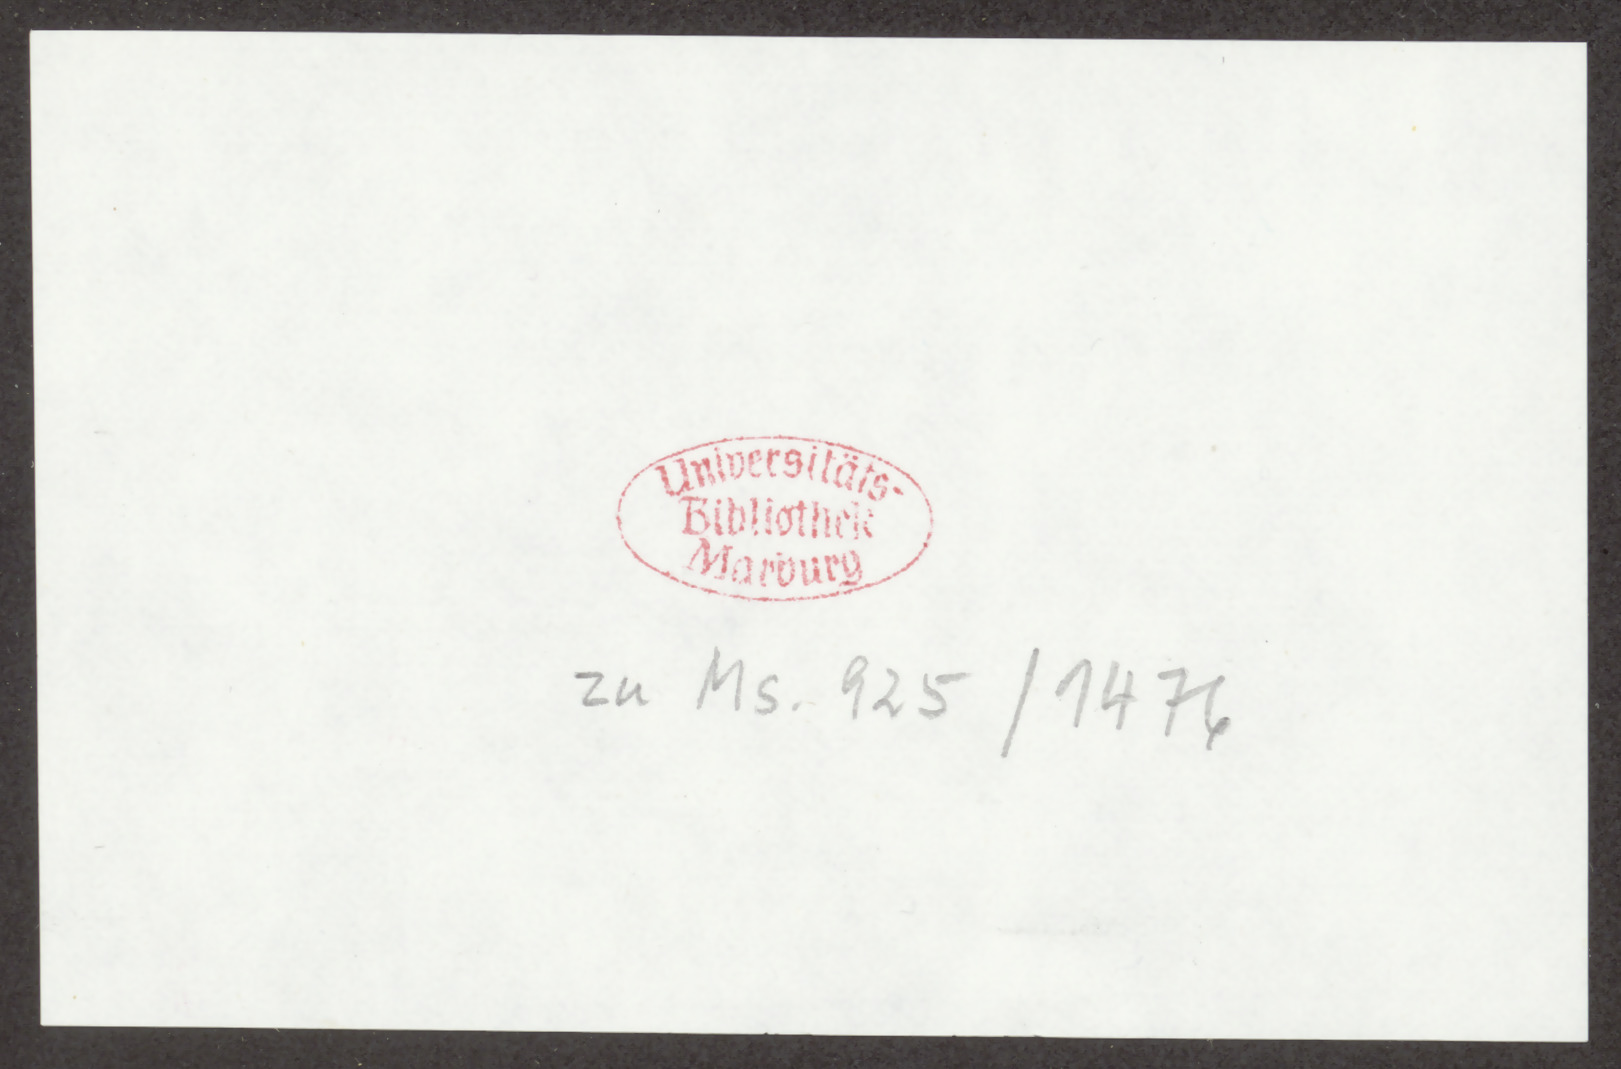 Universitäts-
Bibliothek
Marburg
zu Ms. 925/1476